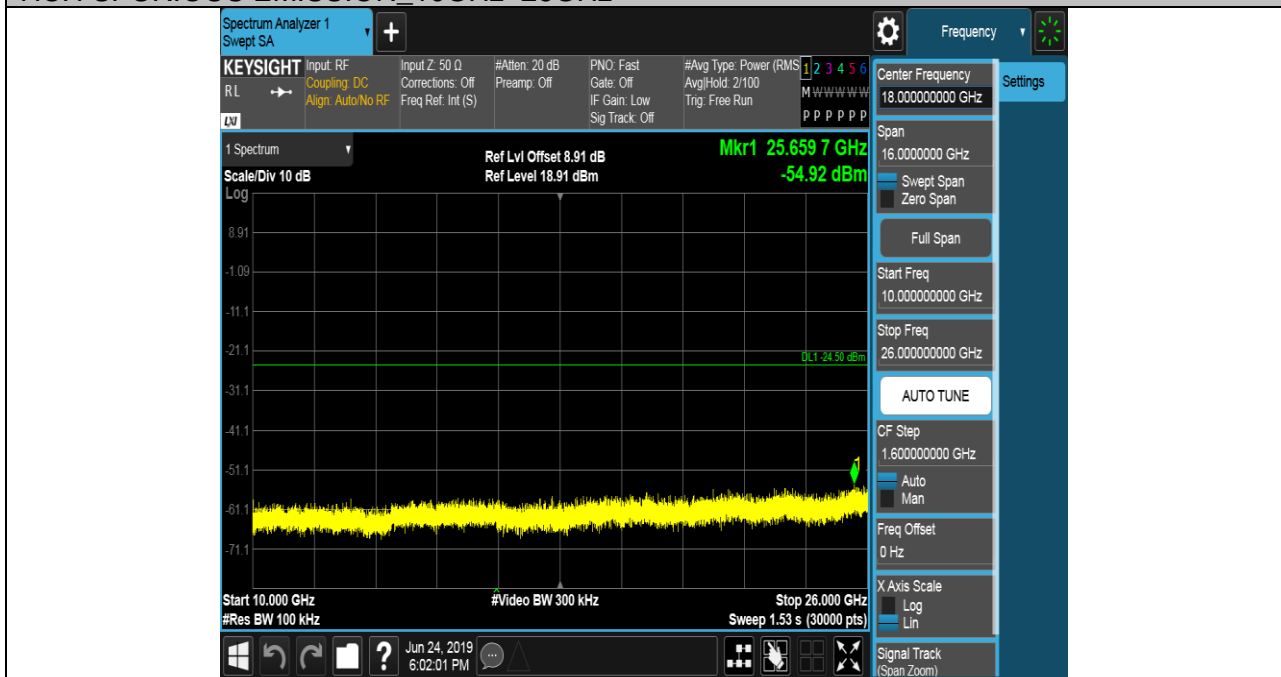 Spectrum Analyzer 1
Swept SA
+
Frequency
KEYSIGHT
RL
LXI
Input: RF
Coupling: DC
Align: Auto/No RF
Input Z: 50 Ω
Corrections: Off
Freq Ref: Int (S)
#Atten: 20 dB
Preamp: Off
PNO: Fast
Gate: Off
IF Gain: Low
Sig Track: Off
#Avg Type: Power (RMS
Avg|Hold: 2/100
Trig: Free Run
1 2 3 4 5 6
M W W W W W
P P P P P P
1 Spectrum
Scale/Div 10 dB
Log
Ref Lvl Offset 8.91 dB
Ref Level 18.91 dBm
Mkr1 25.659 7 GHz
-54.92 dBm
8.91
-1.09
-11.1
-21.1
-31.1
-41.1
-51.1
-61.1
-71.1
DL1 -24.50 dBm
1
Start 10.000 GHz
#Res BW 100 kHz
#Video BW 300 kHz
Stop 26.000 GHz
Sweep 1.53 s (30000 pts)
?
Jun 24, 2019
6:02:01 PM
Center Frequency
18.000000000 GHz
Settings
Span
16.0000000 GHz
Swept Span
Zero Span
Full Span
Start Freq
10.000000000 GHz
Stop Freq
26.000000000 GHz
AUTO TUNE
CF Step
1.600000000 GHz
Auto
Man
Freq Offset
0 Hz
X Axis Scale
Log
Lin
Signal Track
(Span Zoom)